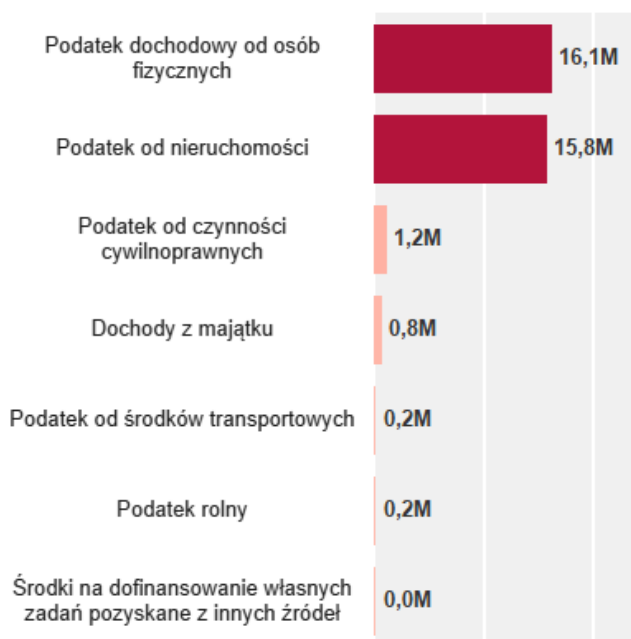 Podatek dochodowy od osób
fizycznych
16,1M
Podatek od nieruchomości
15,8M
Podatek od czynności
cywilnoprawnych
1,2M
Dochody z majątku
0,8M
Podatek od środków transportowych
0,2M
Podatek rolny
0,2M
Środki na dofinansowanie własnych
zadań pozyskane z innych źródeł
0,0M